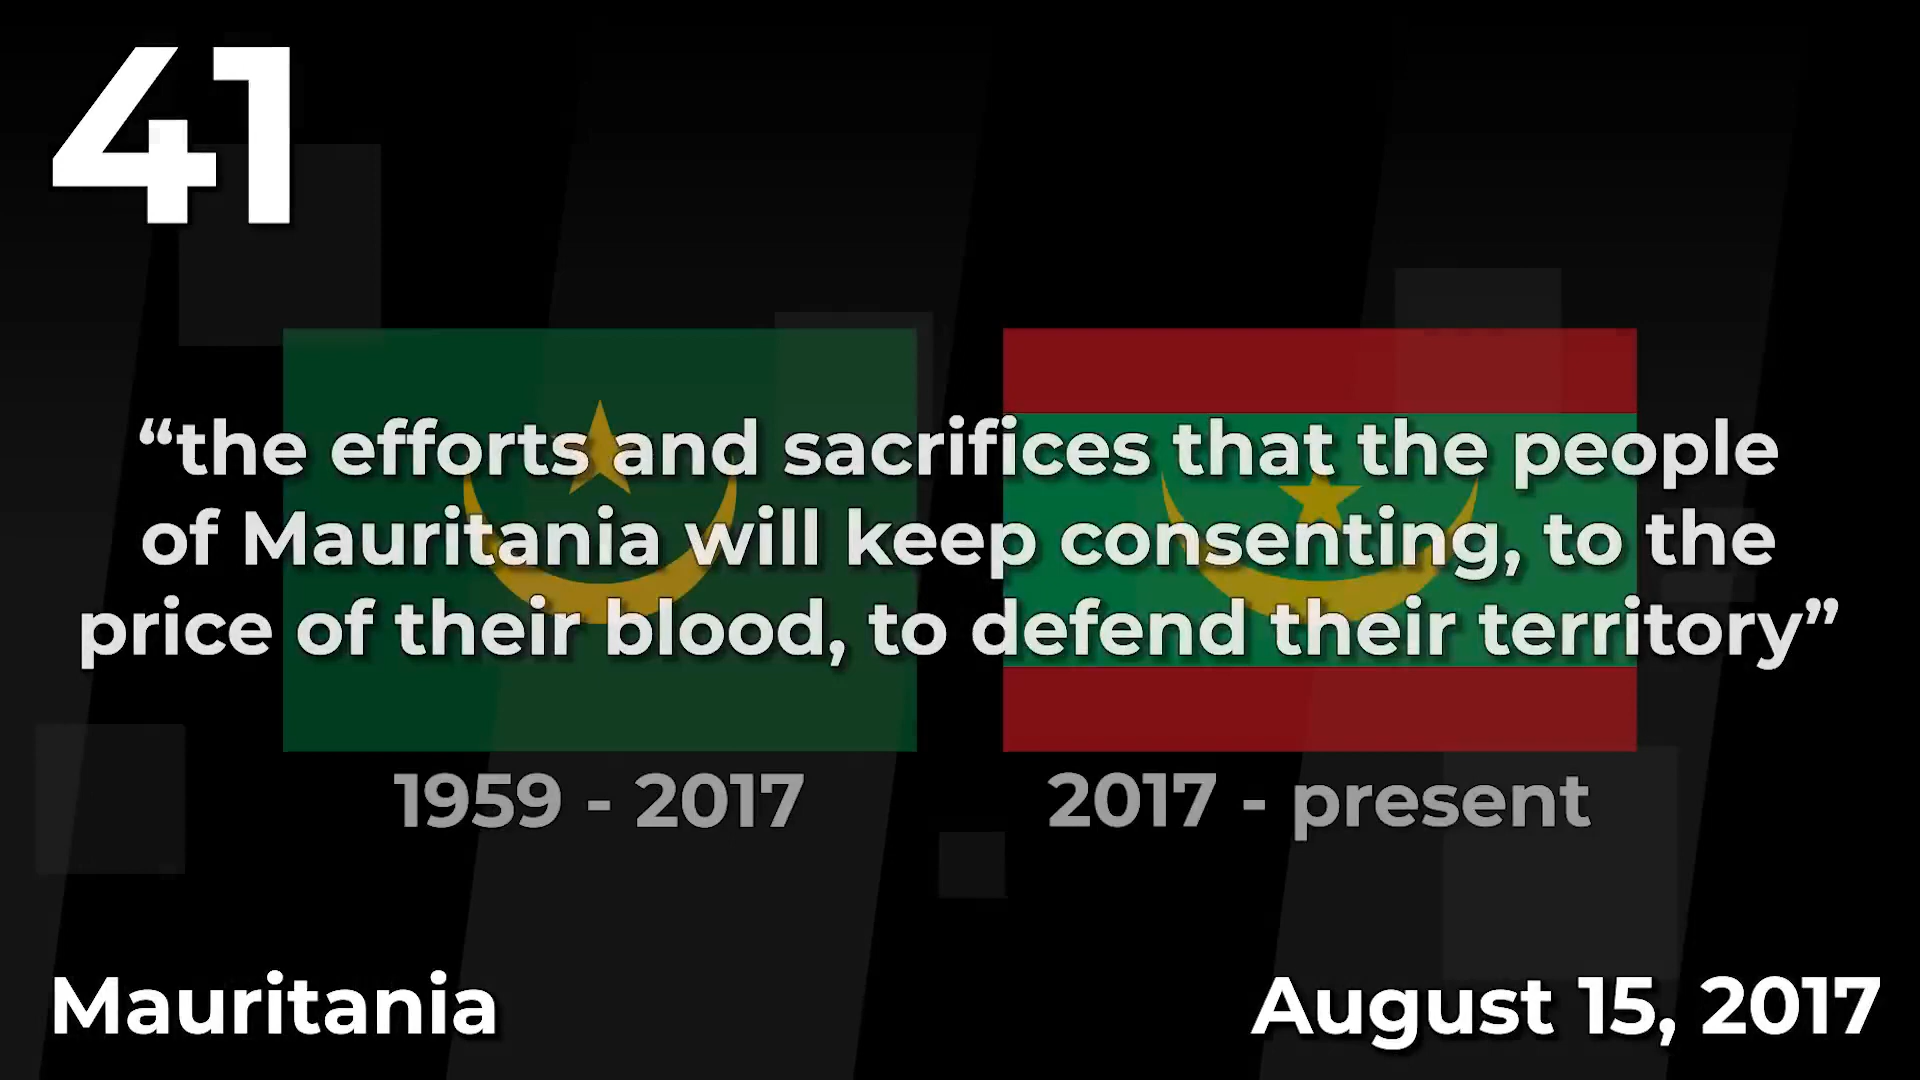 41
“the efforts and sacrifices that the people
of Mauritania will keep consenting, to the
price of their blood, to defend their territory”
1959 - 2017
2017 - present
Mauritania
August 15, 2017